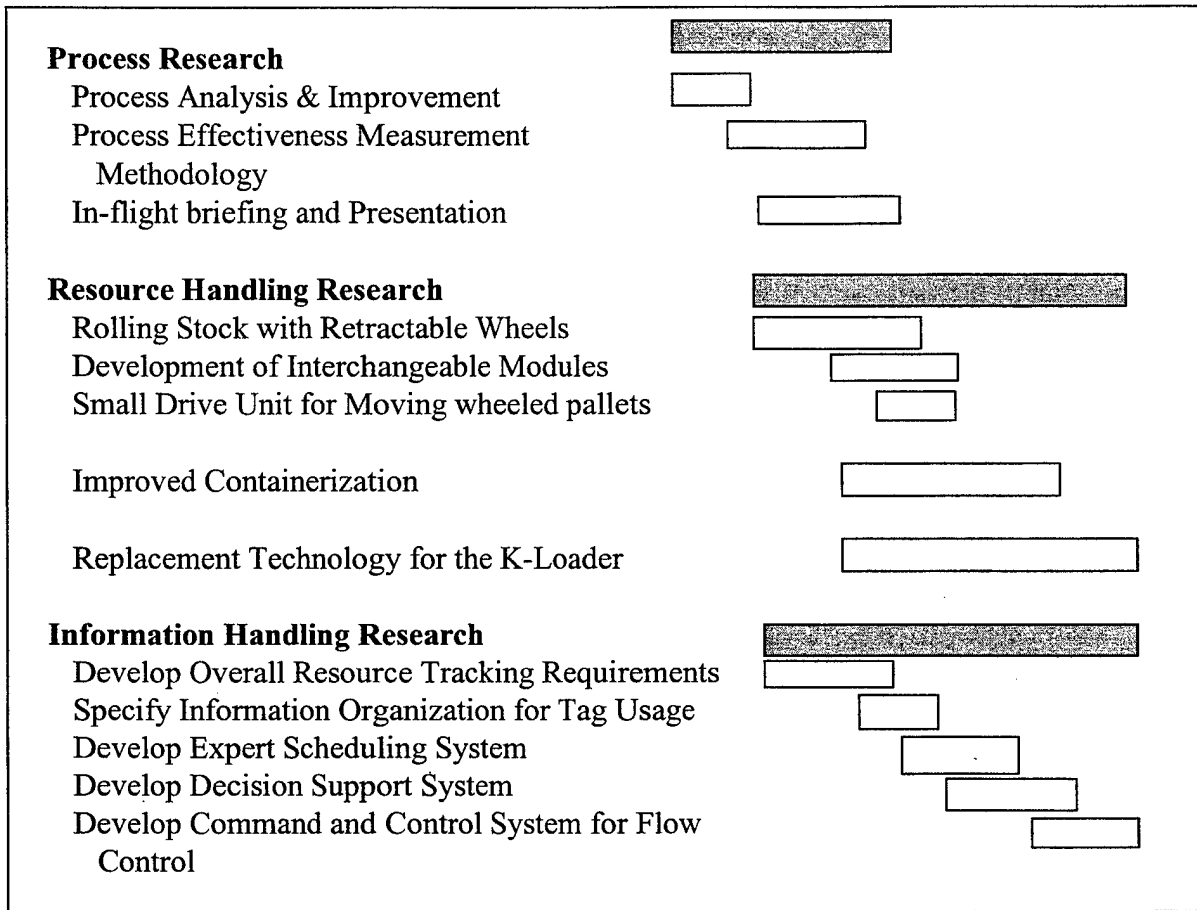 Process Research
Process Analysis & Improvement
Process Effectiveness Measurement
Methodology
In-flight briefing and Presentation
Resource Handling Research
Rolling Stock with Retractable Wheels
Development of Interchangeable Modules
Small Drive Unit for Moving wheeled pallets
Improved Containerization
Replacement Technology for the K-Loader
Information Handling Research
Develop Overall Resource Tracking Requirements
Specify Information Organization for Tag Usage
Develop Expert Scheduling System
Develop Decision Support System
Develop Command and Control System for Flow
Control